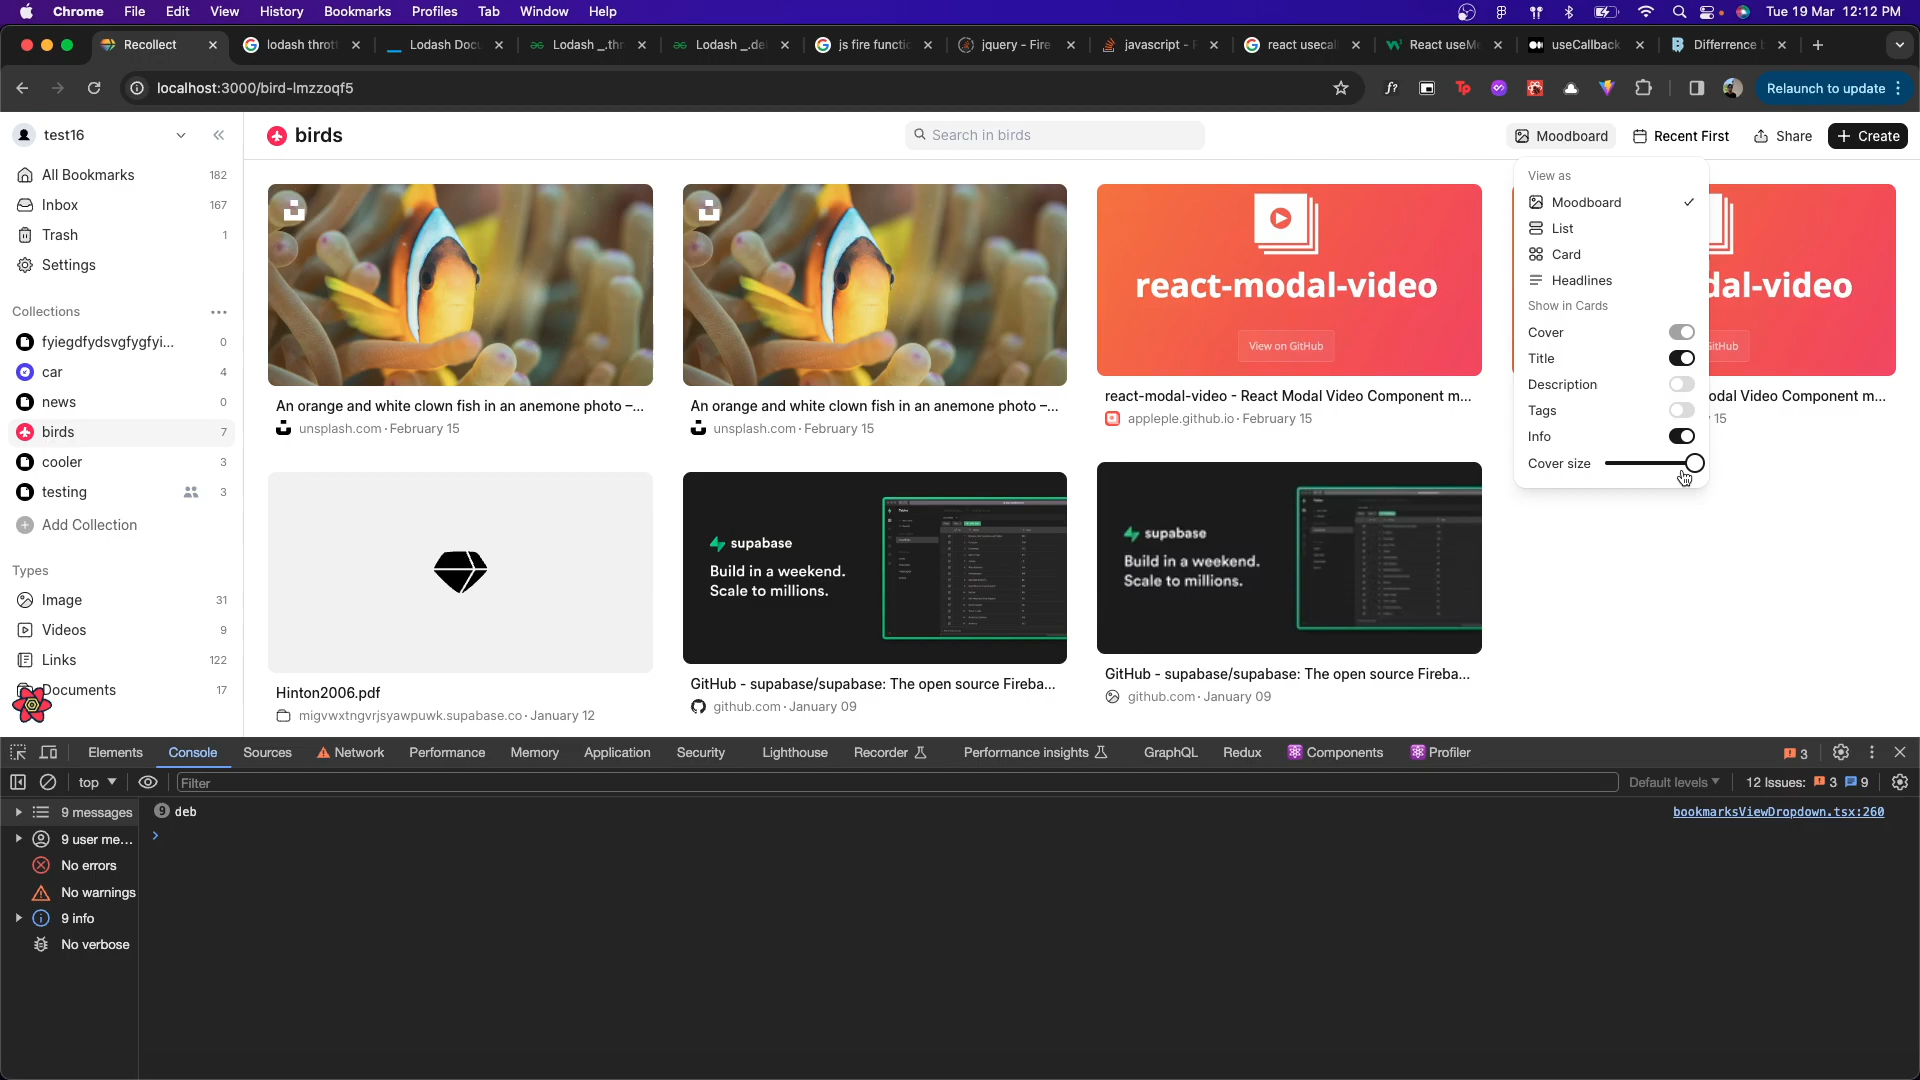 Chrome File Edit View History Bookmarks Profiles Tab Window Help Tue 19 Mar 12:12 PM
Recollect lodash thrott Lodash Docu Lodash _.thr Lodash _.de js fire functio jquery - Fire javascript - F react usecal React useMe useCallback Difference b
localhost:3000/bird-lmzzoqf5 f? Tp Relaunch to update
test16
All Bookmarks 182
Inbox 167
Trash 1
Settings
Collections
fyiegdfydsvgfygfyi... 0
car 4
news 0
birds 7
cooler 3
testing 3
Add Collection
Types
Image 31
Videos 9
Links 122
Documents 17
birds Search in birds Moodboard Recent First Share Create
View as
Moodboard
List
Card
Headlines
Show in Cards
Cover
Title
Description
Tags
Info
Cover size
An orange and white clown fish in an anemone photo –...
unsplash.com · February 15
An orange and white clown fish in an anemone photo –...
unsplash.com · February 15
react-modal-video
View on GitHub
react-modal-video - React Modal Video Component m...
appleple.github.io · February 15
dal-video
GitHub
odal Video Component m...
15
Hinton2006.pdf
migvwxtngvrjsyawpuwk.supabase.co · January 12
supabase
Build in a weekend.
Scale to millions.
GitHub - supabase/supabase: The open source Fireba...
github.com · January 09
supabase
Build in a weekend.
Scale to millions.
GitHub - supabase/supabase: The open source Fireba...
github.com · January 09
Elements Console Sources Network Performance Memory Application Security Lighthouse Recorder Performance insights GraphQL Redux Components Profiler 3
top Filter Default levels 12 Issues: 3 9
9 messages
9 user me...
No errors
No warnings
9 info
No verbose
9 deb bookmarksViewDropdown.tsx:260